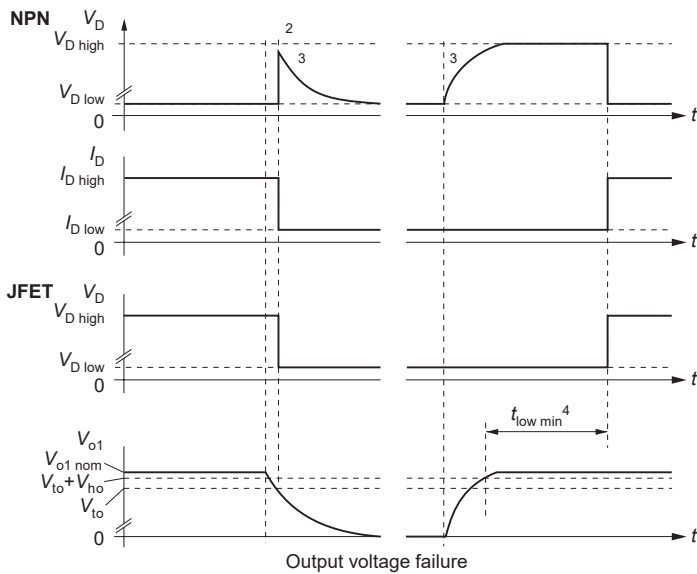 NPN
V_D
V_D high
2
3
3
V_D low
0
t
I_D
I_D high
I_D low
0
t
JFET
V_D
V_D high
V_D low
0
t
t_low min^4
V_o1
V_o1 nom
V_to+V_ho
V_to
0
t
Output voltage failure